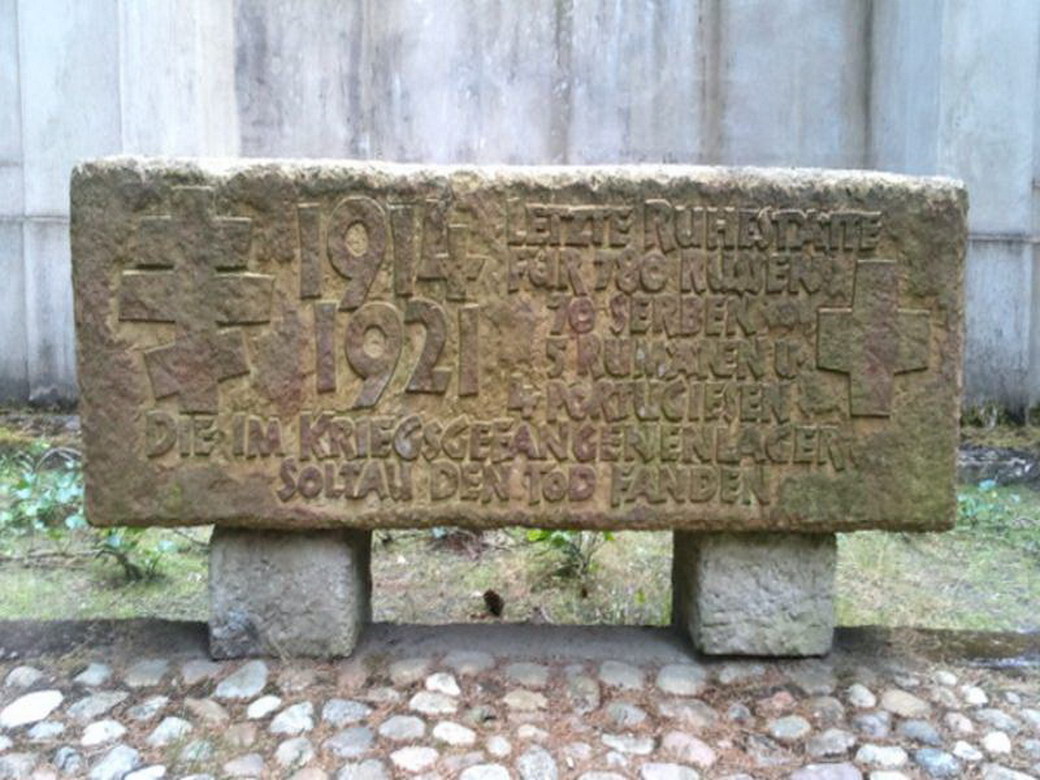 1914-
1921
LETZTE RUHESTÄTTE
FÜR 780 RUSSEN
70 SERBEN
5 RUMÄNEN U.
4 PORTUGIESEN
DIE IM KRIEGSGEFANGENENLAGER
SOLTAU DEN TOD FANDEN